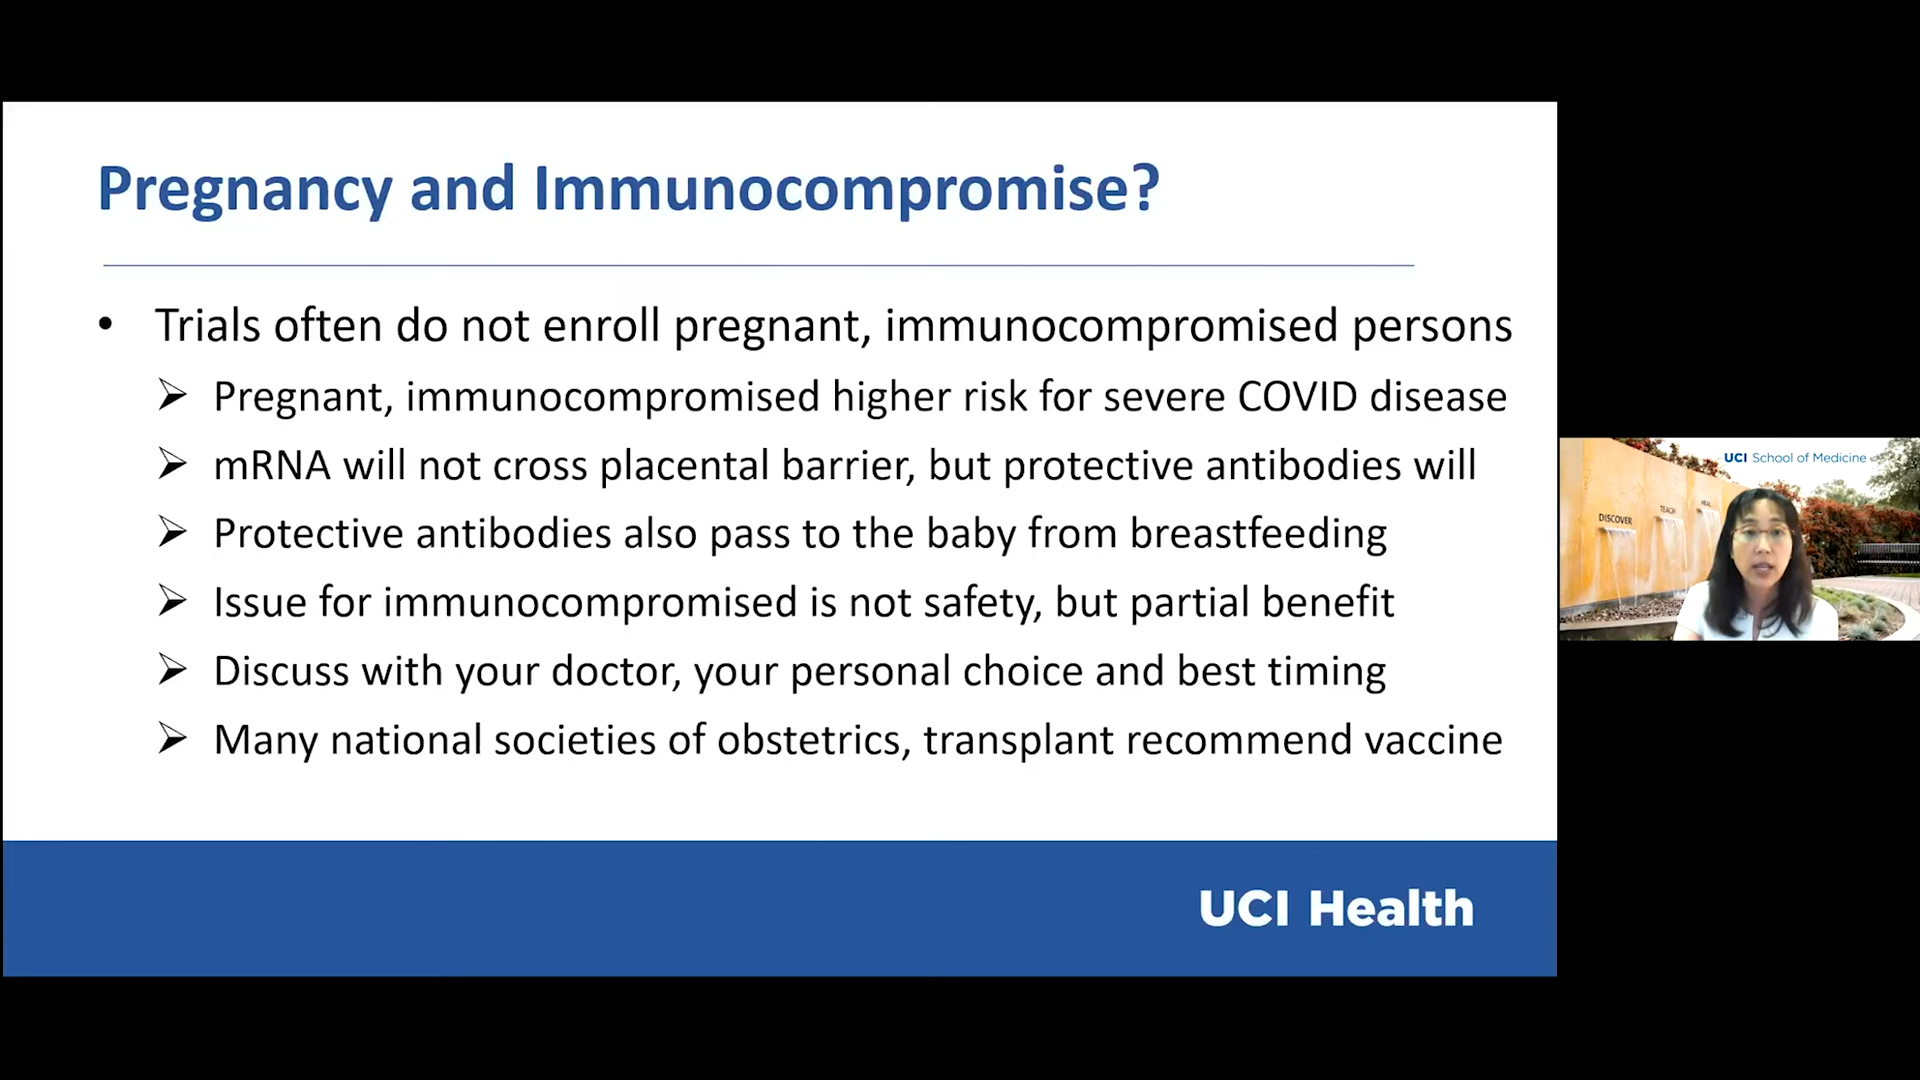 Pregnancy and Immunocompromise?
• Trials often do not enroll pregnant, immunocompromised persons
➢ Pregnant, immunocompromised higher risk for severe COVID disease
➢ mRNA will not cross placental barrier, but protective antibodies will
➢ Protective antibodies also pass to the baby from breastfeeding
➢ Issue for immunocompromised is not safety, but partial benefit
➢ Discuss with your doctor, your personal choice and best timing
➢ Many national societies of obstetrics, transplant recommend vaccine
UCI Health
UCI School of Medicine
DISCOVER
TEACH
HEAL